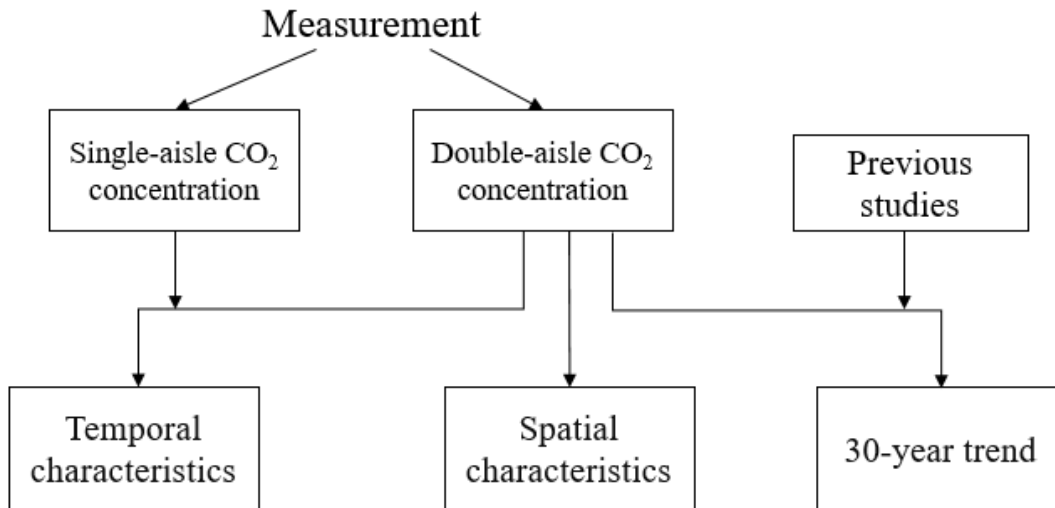 Measurement
Single-aisle CO₂
concentration
Double-aisle CO₂
concentration
Previous
studies
Temporal
characteristics
Spatial
characteristics
30-year trend